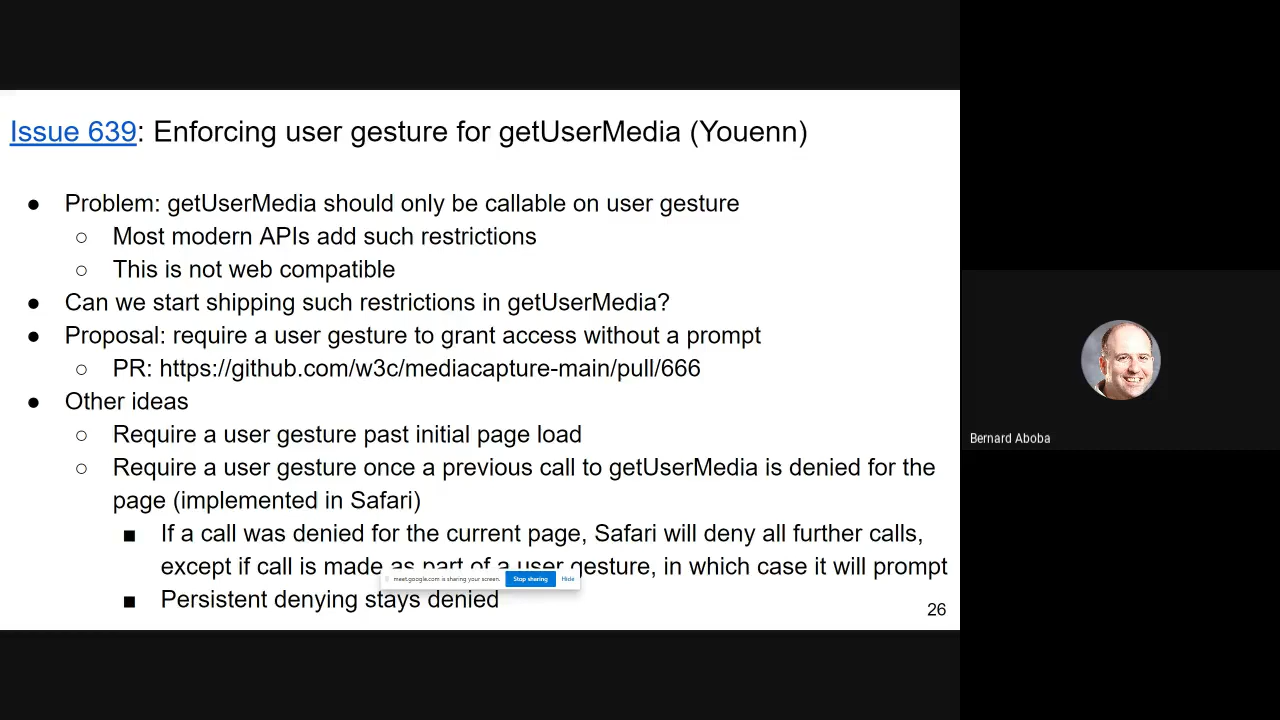 Issue 639: Enforcing user gesture for getUserMedia (Youenn)
● Problem: getUserMedia should only be callable on user gesture
○ Most modern APIs add such restrictions
○ This is not web compatible
● Can we start shipping such restrictions in getUserMedia?
● Proposal: require a user gesture to grant access without a prompt
○ PR: https://github.com/w3c/mediacapture-main/pull/666
● Other ideas
○ Require a user gesture past initial page load
○ Require a user gesture once a previous call to getUserMedia is denied for the
page (implemented in Safari)
■ If a call was denied for the current page, Safari will deny all further calls,
except if call is made as part of a user gesture, in which case it will prompt
meet.google.com is sharing your screen. Stop sharing Hide
■ Persistent denying stays denied
26
Bernard Aboba